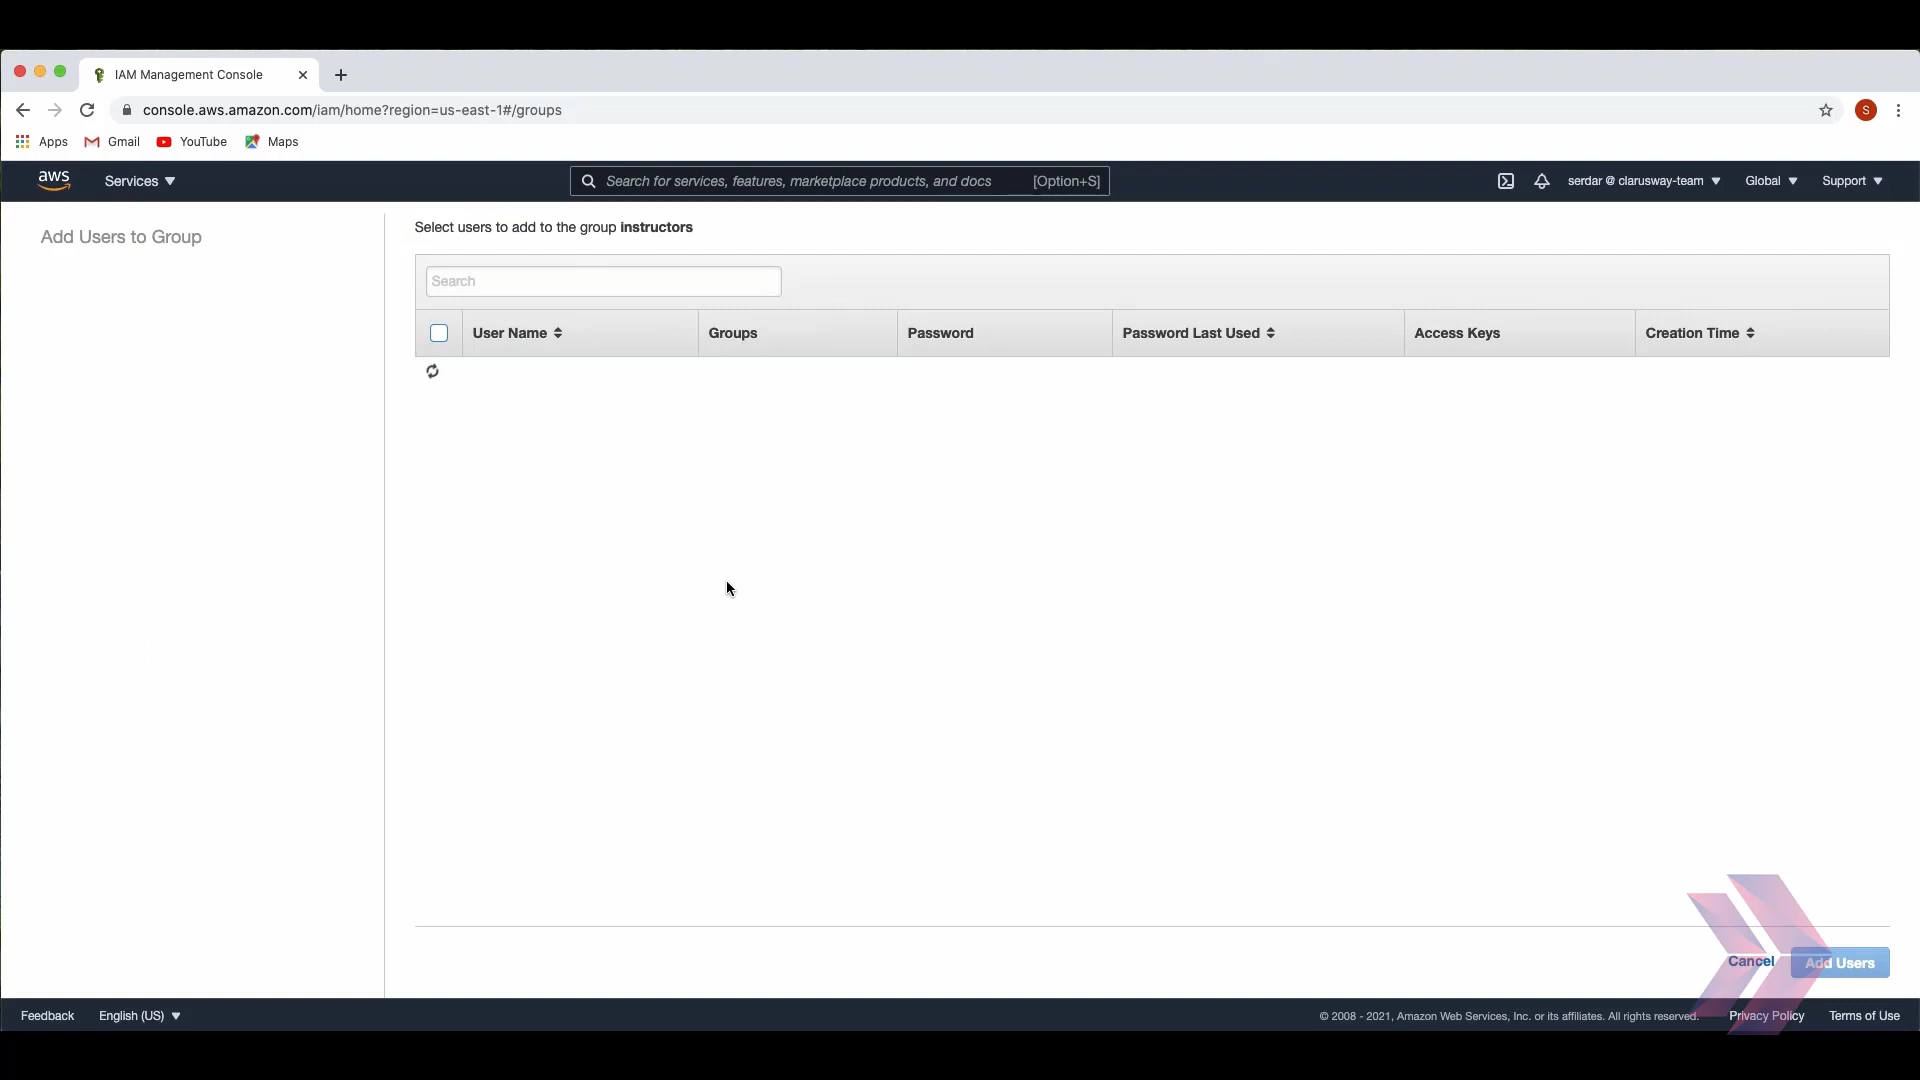 IAM Management Console
console.aws.amazon.com/iam/home?region=us-east-1#/groups
S
Apps
Gmail
YouTube
Maps
aws
Services
Search for services, features, marketplace products, and docs [Option+S]
serdar @ clarusway-team
Global
Support
Add Users to Group
Select users to add to the group instructors
Search
User Name
Groups
Password
Password Last Used
Access Keys
Creation Time
Cancel
Add Users
Feedback
English (US)
© 2008 - 2021, Amazon Web Services, Inc. or its affiliates. All rights reserved.
Privacy Policy
Terms of Use